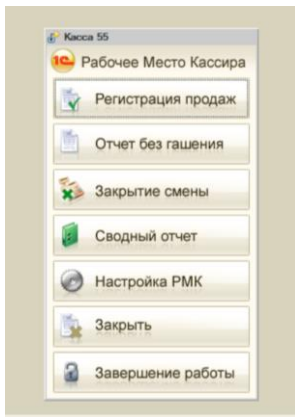 Касса 55
1С Рабочее Место Кассира
Регистрация продаж
Отчет без гашения
Закрытие смены
Сводный отчет
Настройка РМК
Закрыть
Завершение работы